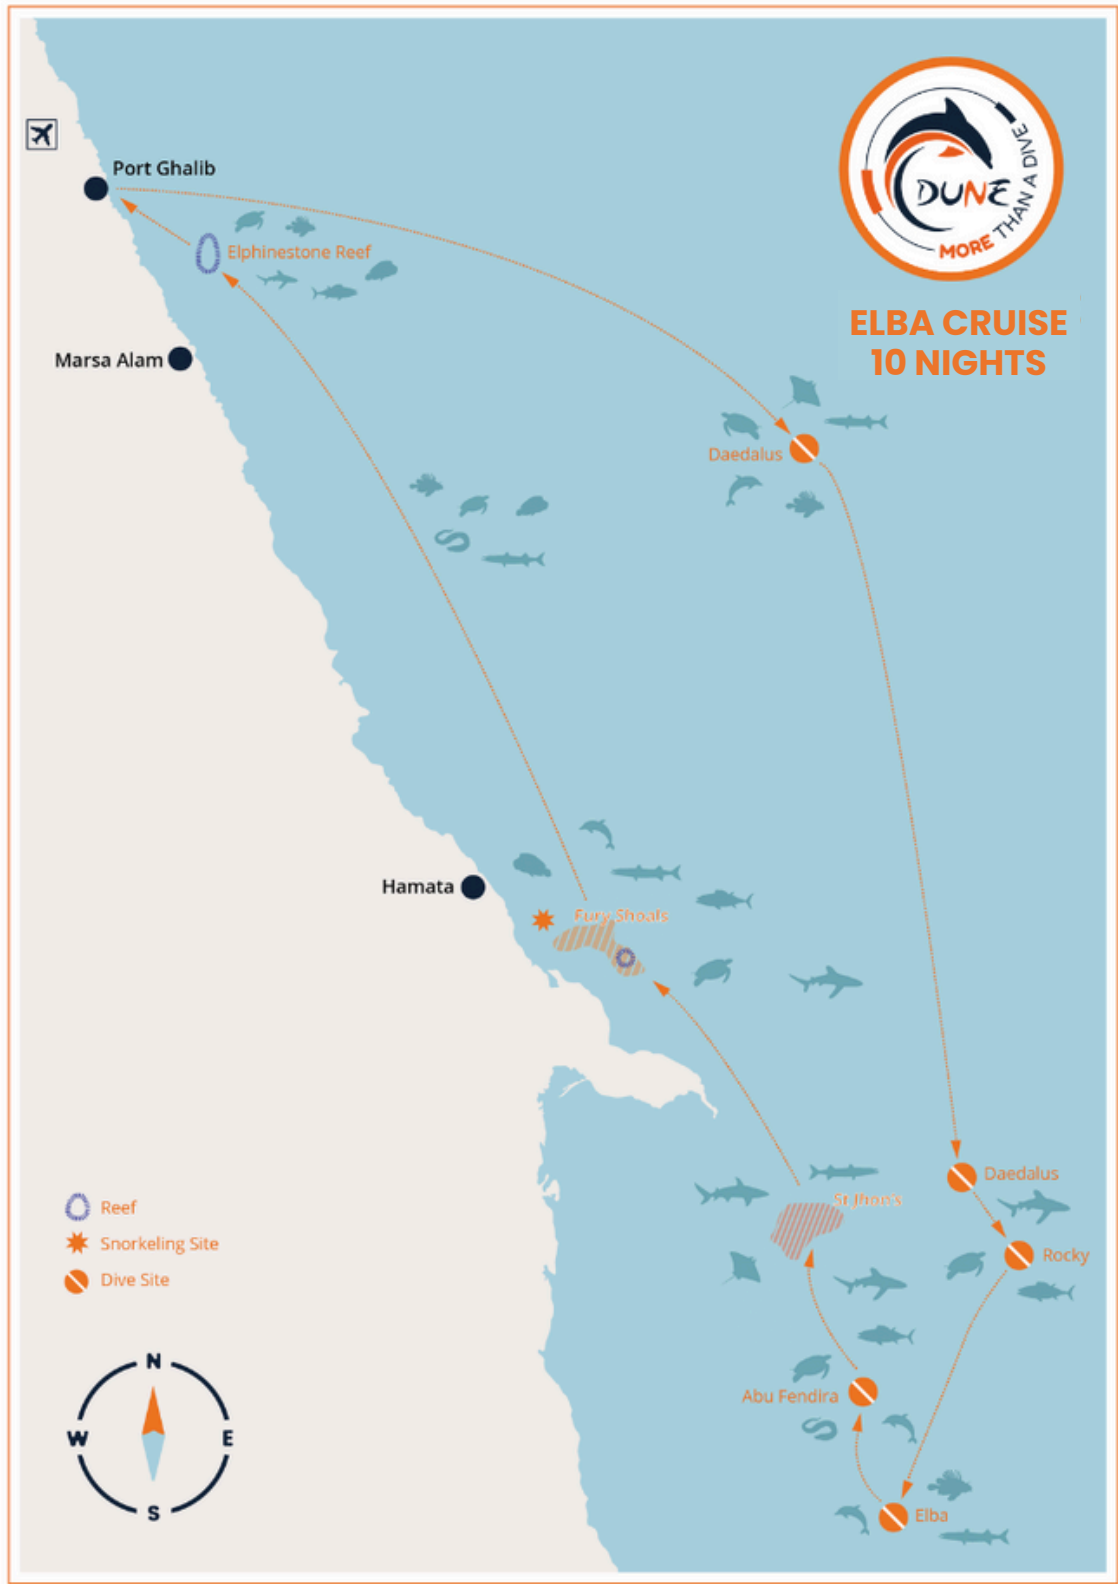 Port Ghalib
Elphinestone Reef
DUNE
MORE THAN A DIVE
ELBA CRUISE
10 NIGHTS
Marsa Alam
Daedalus
Hamata
Fury Shoals
Daedalus
St Jhon's
Rocky
Reef
Snorkeling Site
Dive Site
Abu Fendira
Elba
N
W
E
S